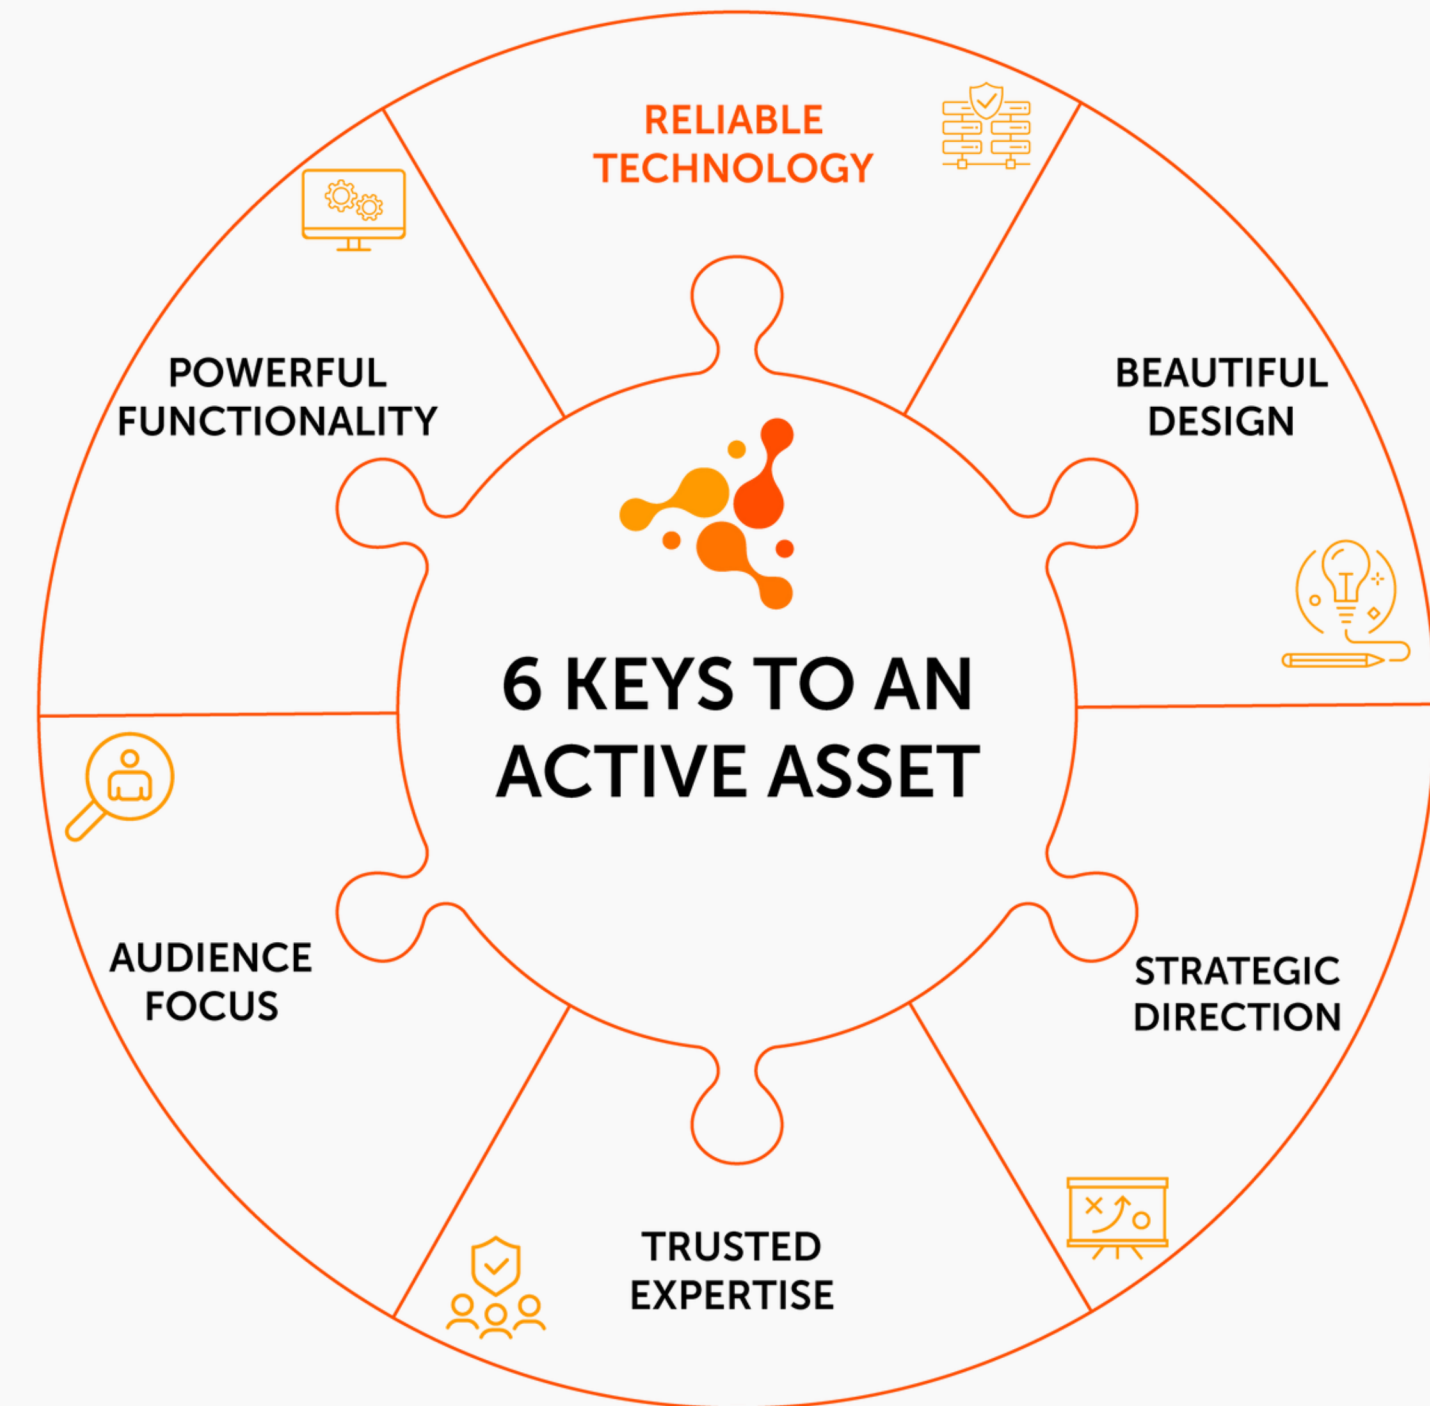 RELIABLE
TECHNOLOGY
POWERFUL
FUNCTIONALITY
BEAUTIFUL
DESIGN
6 KEYS TO AN
ACTIVE ASSET
AUDIENCE
FOCUS
STRATEGIC
DIRECTION
TRUSTED
EXPERTISE